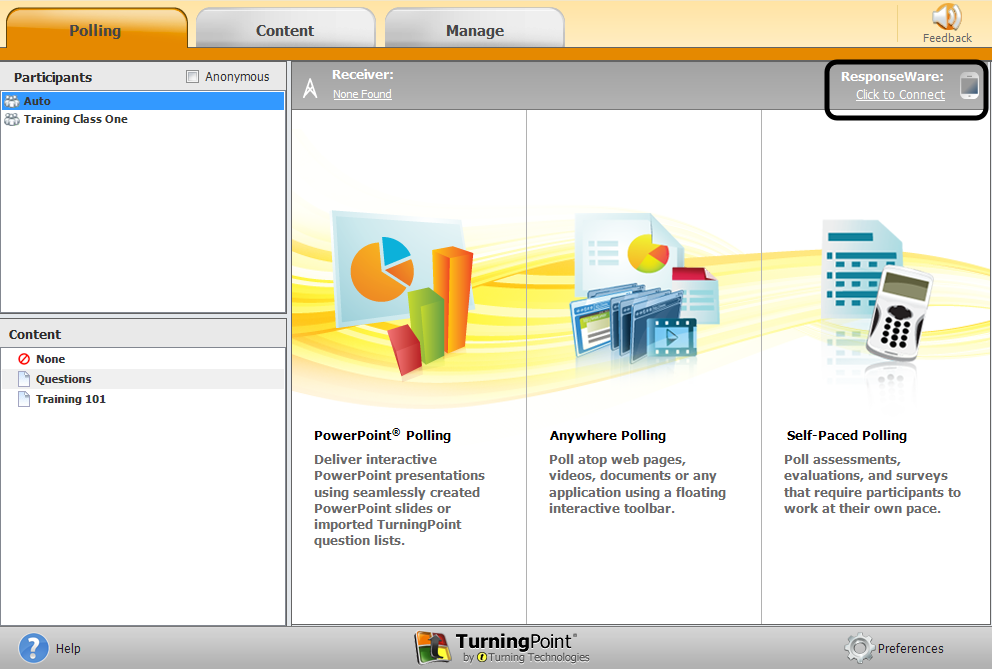 Polling
Content
Manage
Feedback
Participants
Anonymous
Auto
Training Class One
Receiver:
None Found
ResponseWare:
Click to Connect
Content
None
Questions
Training 101
PowerPoint® Polling
Deliver interactive
PowerPoint presentations
using seamlessly created
PowerPoint slides or
imported TurningPoint
question lists.
Anywhere Polling
Poll atop web pages,
videos, documents or any
application using a floating
interactive toolbar.
Self-Paced Polling
Poll assessments,
evaluations, and surveys
that require participants to
work at their own pace.
? Help
TurningPoint®
by Turning Technologies
Preferences